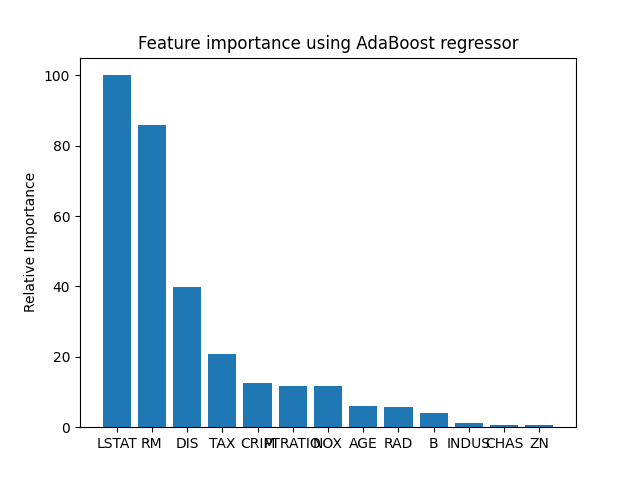 Feature importance using AdaBoost regressor
Relative Importance
100
80
60
40
20
0
LSTAT RM DIS TAX CRIM PTRATIO NOX AGE RAD B INDUS CHAS ZN